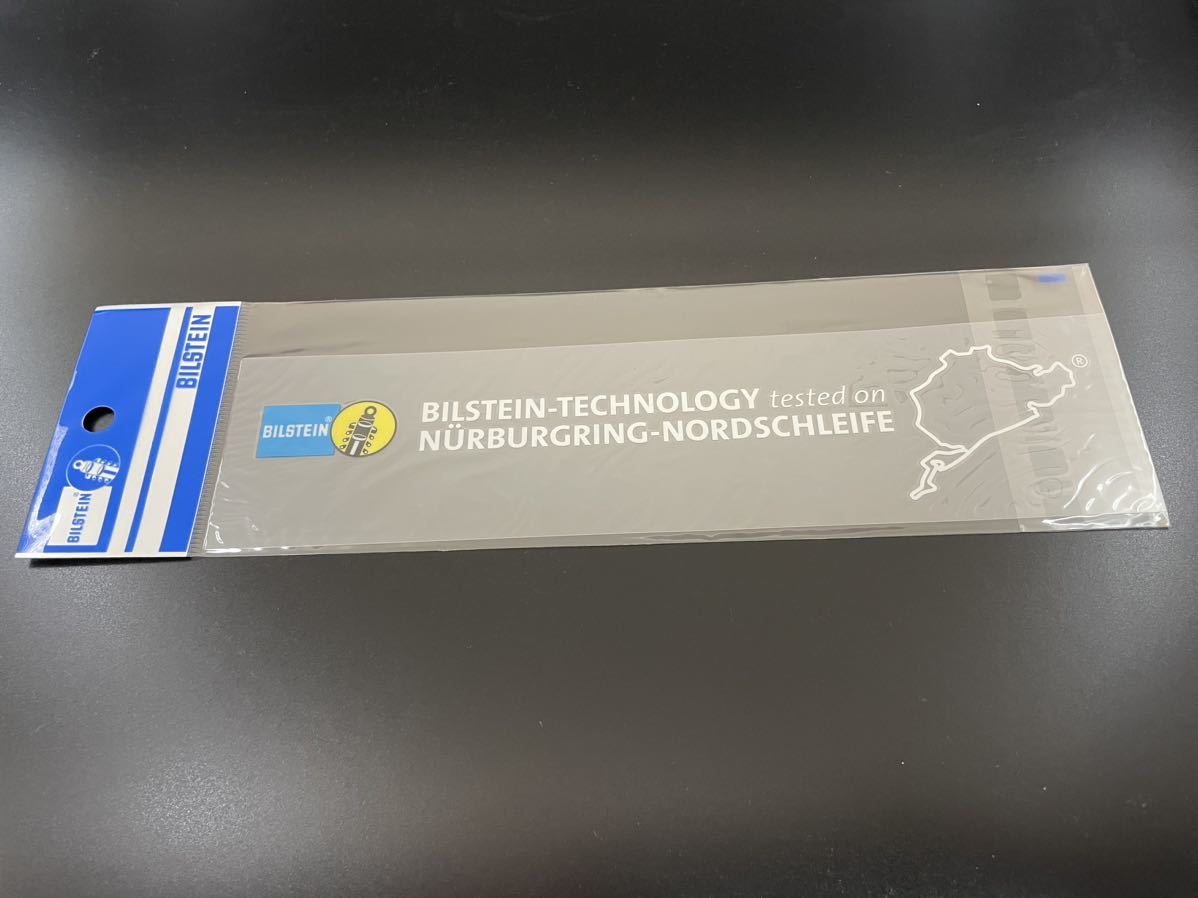 BILSTEIN
BILSTEIN®
BILSTEIN®
BILSTEIN-TECHNOLOGY tested on
NÜRBURGRING-NORDSCHLEIFE
®